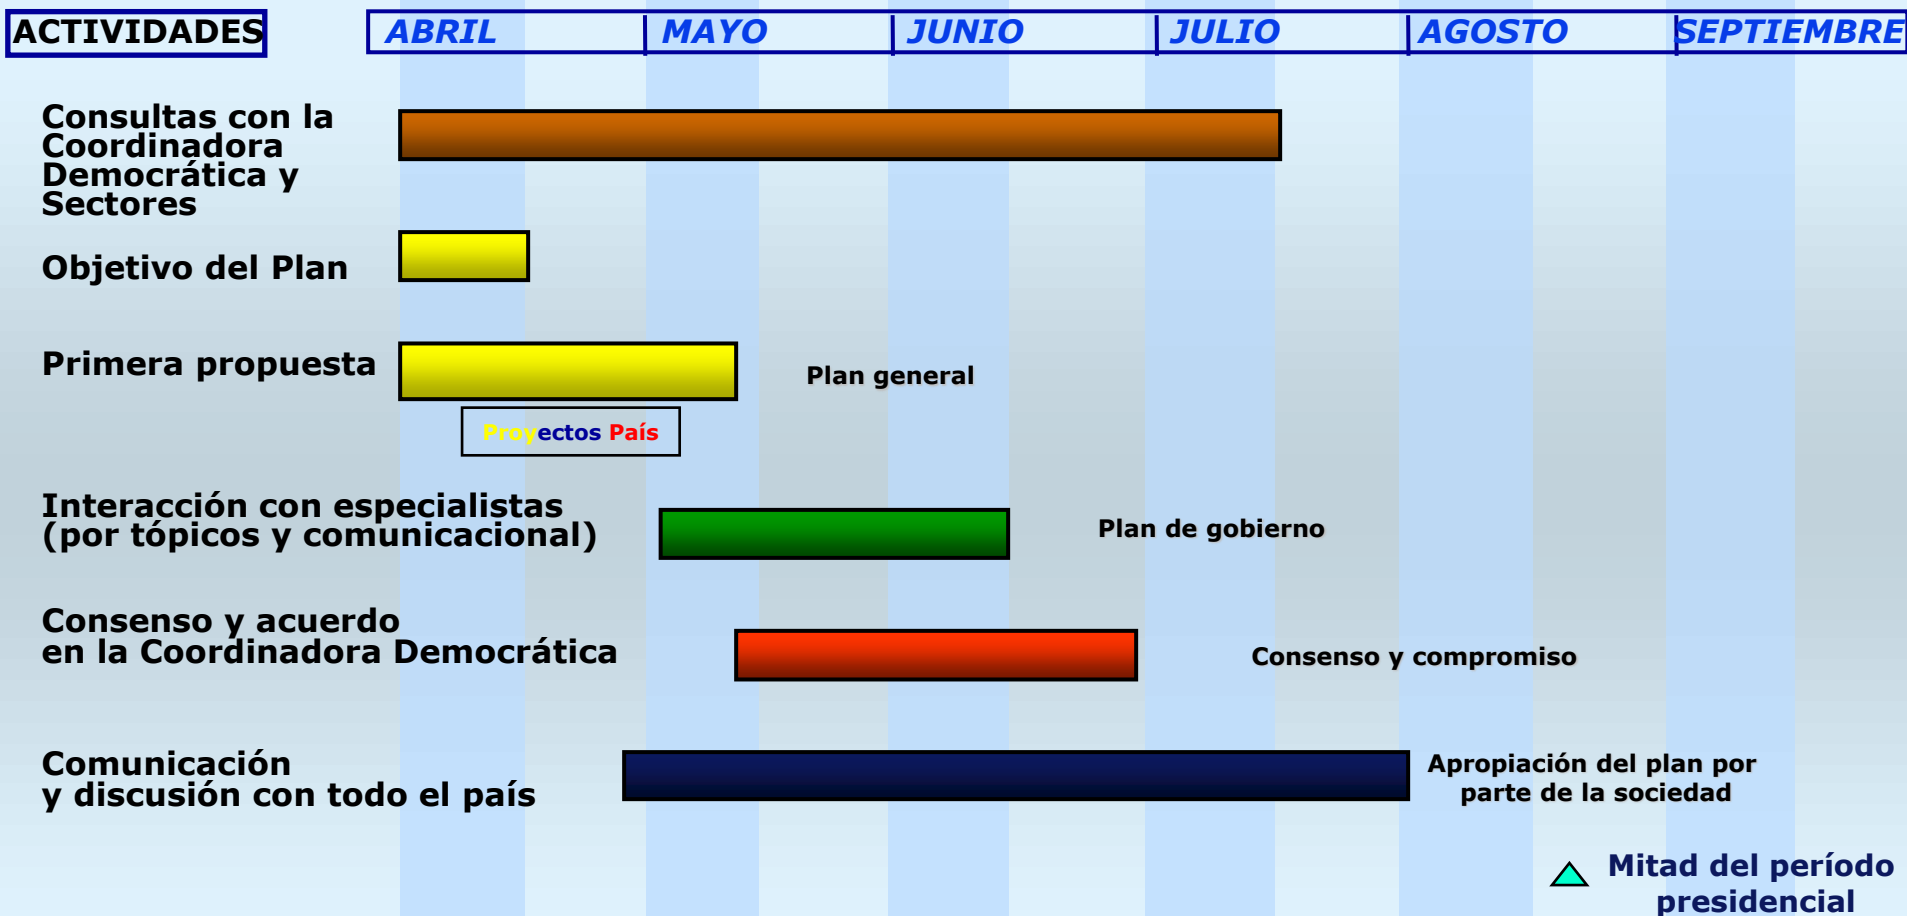 ACTIVIDADES
ABRIL MAYO JUNIO JULIO AGOSTO SEPTIEMBRE
Consultas con la
Coordinadora
Democrática y
Sectores
Objetivo del Plan
Primera propuesta
Plan general
Proyectos País
Interacción con especialistas
(por tópicos y comunicacional)
Plan de gobierno
Consenso y acuerdo
en la Coordinadora Democrática
Consenso y compromiso
Comunicación
y discusión con todo el país
Apropiación del plan por
parte de la sociedad
Mitad del período
presidencial